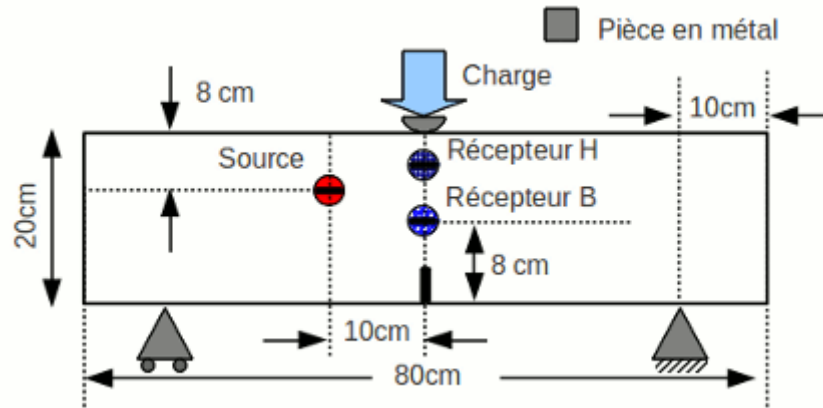 Pièce en métal
8 cm
Charge
10cm
Source
Récepteur H
Récepteur B
20cm
8 cm
10cm
80cm